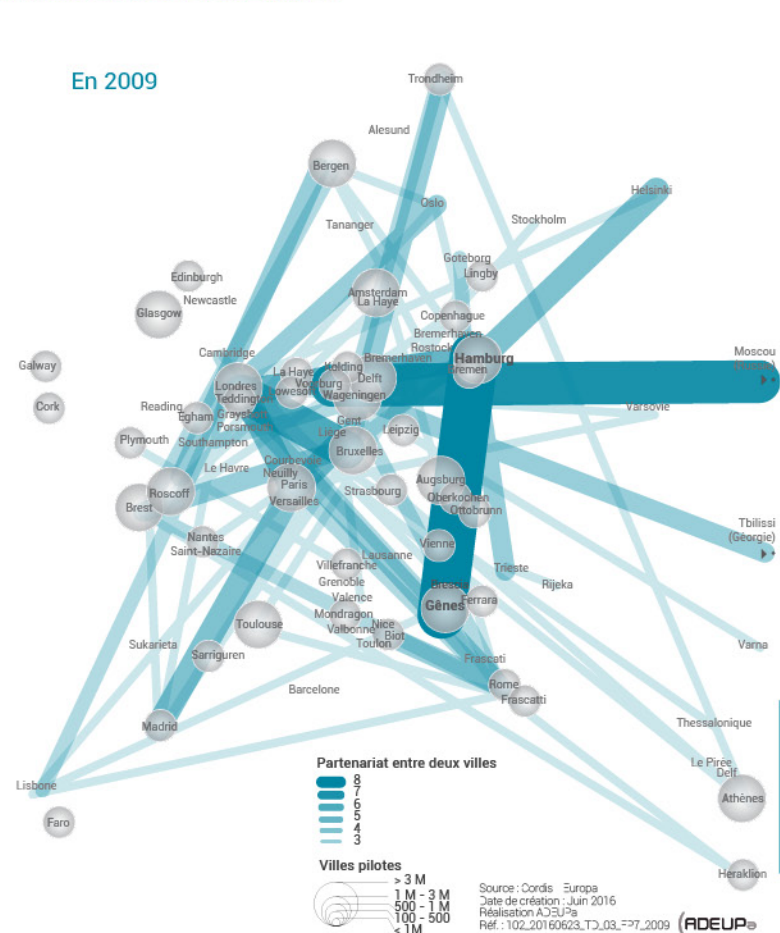 En 2009
Trondheim
Alesund
Bergen
Helsinki
Oslo
Stockholm
Tananger
Goteborg
Lingby
Edinburgh
Newcastle
Amsterdam
La Haye
Glasgow
Copenhague
Bremerhaven
Rostock
Cambridge
Bremerhaven
Hamburg
Moscou
Galway
La Haye
Kolding
Bremen
Londres
Delft
Teddington
Wageningen
Cork
Reading
Egham
Varsovie
Portsmouth
Gent
Plymouth
Southampton
Liège
Leipzig
Bruxelles
Le Havre
Courbevoie
Neuilly
Paris
Versailles
Roscoff
Brest
Strasbourg
Augsburg
Oberkochen
Ottobrunn
Tbilissi
(Géorgie)
Nantes
Saint-Nazaire
Vienne
Lausanne
Villefranche
Grenoble
Trieste
Rijeka
Valence
Gênes
Ferrara
Mondragon
Toulouse
Valbonne
Nice
Biot
Toulon
Sukarieta
Sarriguren
Varna
Frascati
Rome
Frascatti
Barcelone
Madrid
Thessalonique
Le Pirée
Delf
Athènes
Lisbone
Faro
Heraklion
Partenariat entre deux villes
8
7
6
5
4
3
Villes pilotes
> 3 M
1 M - 3 M
500 - 1 M
100 - 500
< 1M
Source : Cordis Europa
Date de création : Juin 2016
Réalisation ADEUPa
Réf. : 102_20160623_TD_03_FP7_2009
ADEUPa